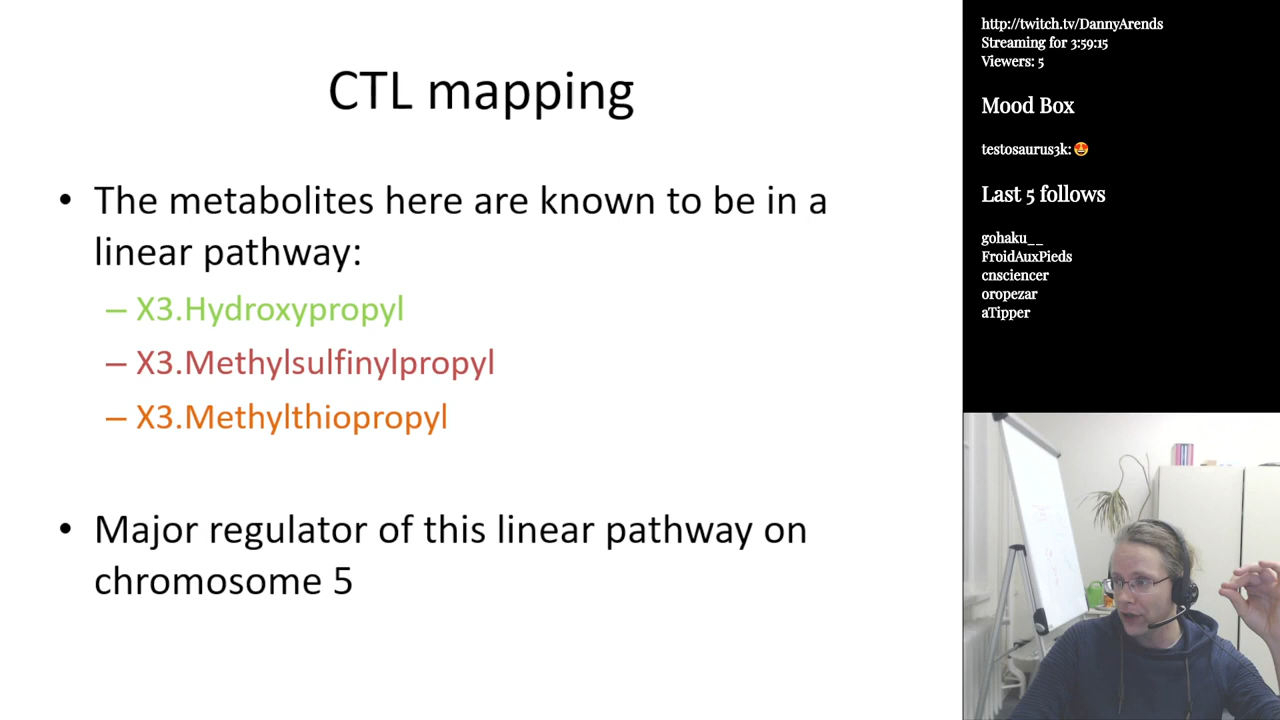 CTL mapping
• The metabolites here are known to be in a
linear pathway:
– X3.Hydroxypropyl
– X3.Methylsulfinylpropyl
– X3.Methylthiopropyl
• Major regulator of this linear pathway on
chromosome 5
http://twitch.tv/DannyArends
Streaming for 3:59:15
Viewers: 5
Mood Box
testosaurus3k: 🤩
Last 5 follows
gohaku__
FroidAuxPieds
cnsciencer
oropezar
aTipper